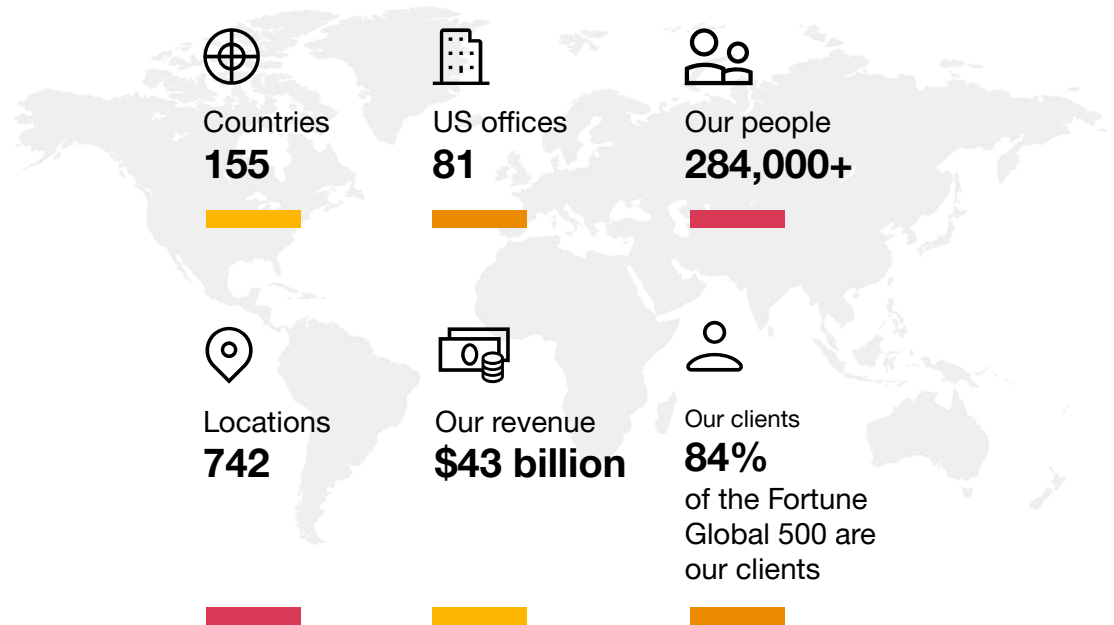 Countries
155
US offices
81
Our people
284,000+
Locations
742
Our revenue
$43 billion
Our clients
84%
of the Fortune
Global 500 are
our clients